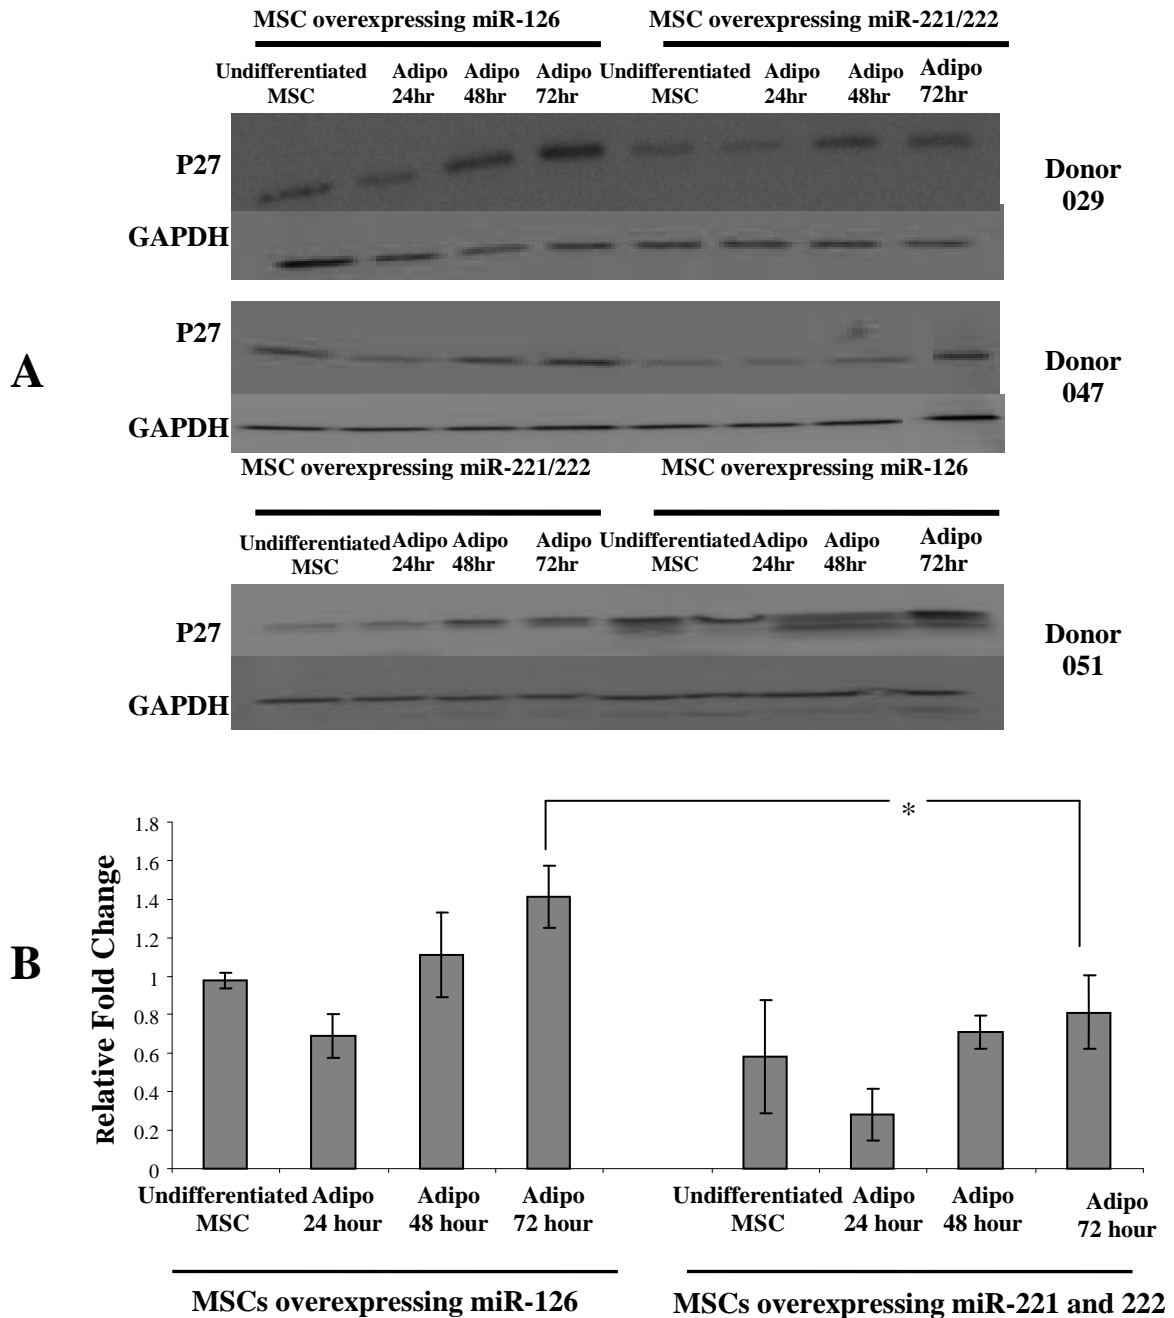 MSC overexpressing miR-126 MSC overexpressing miR-221/222
Undifferentiated Adipo Adipo Adipo Undifferentiated Adipo Adipo Adipo
MSC 24hr 48hr 72hr MSC 24hr 48hr 72hr
P27
Donor
029
GAPDH
P27
A
Donor
047
GAPDH
MSC overexpressing miR-221/222 MSC overexpressing miR-126
Undifferentiated Adipo Adipo Adipo Undifferentiated Adipo Adipo Adipo
MSC 24hr 48hr 72hr MSC 24hr 48hr 72hr
P27
Donor
051
GAPDH
B
Relative Fold Change
1.8
1.6
1.4
1.2
1
0.8
0.6
0.4
0.2
0
*
Undifferentiated Adipo Adipo Adipo Undifferentiated Adipo Adipo Adipo
MSC 24 hour 48 hour 72 hour MSC 24 hour 48 hour 72 hour
MSCs overexpressing miR-126 MSCs overexpressing miR-221 and 222